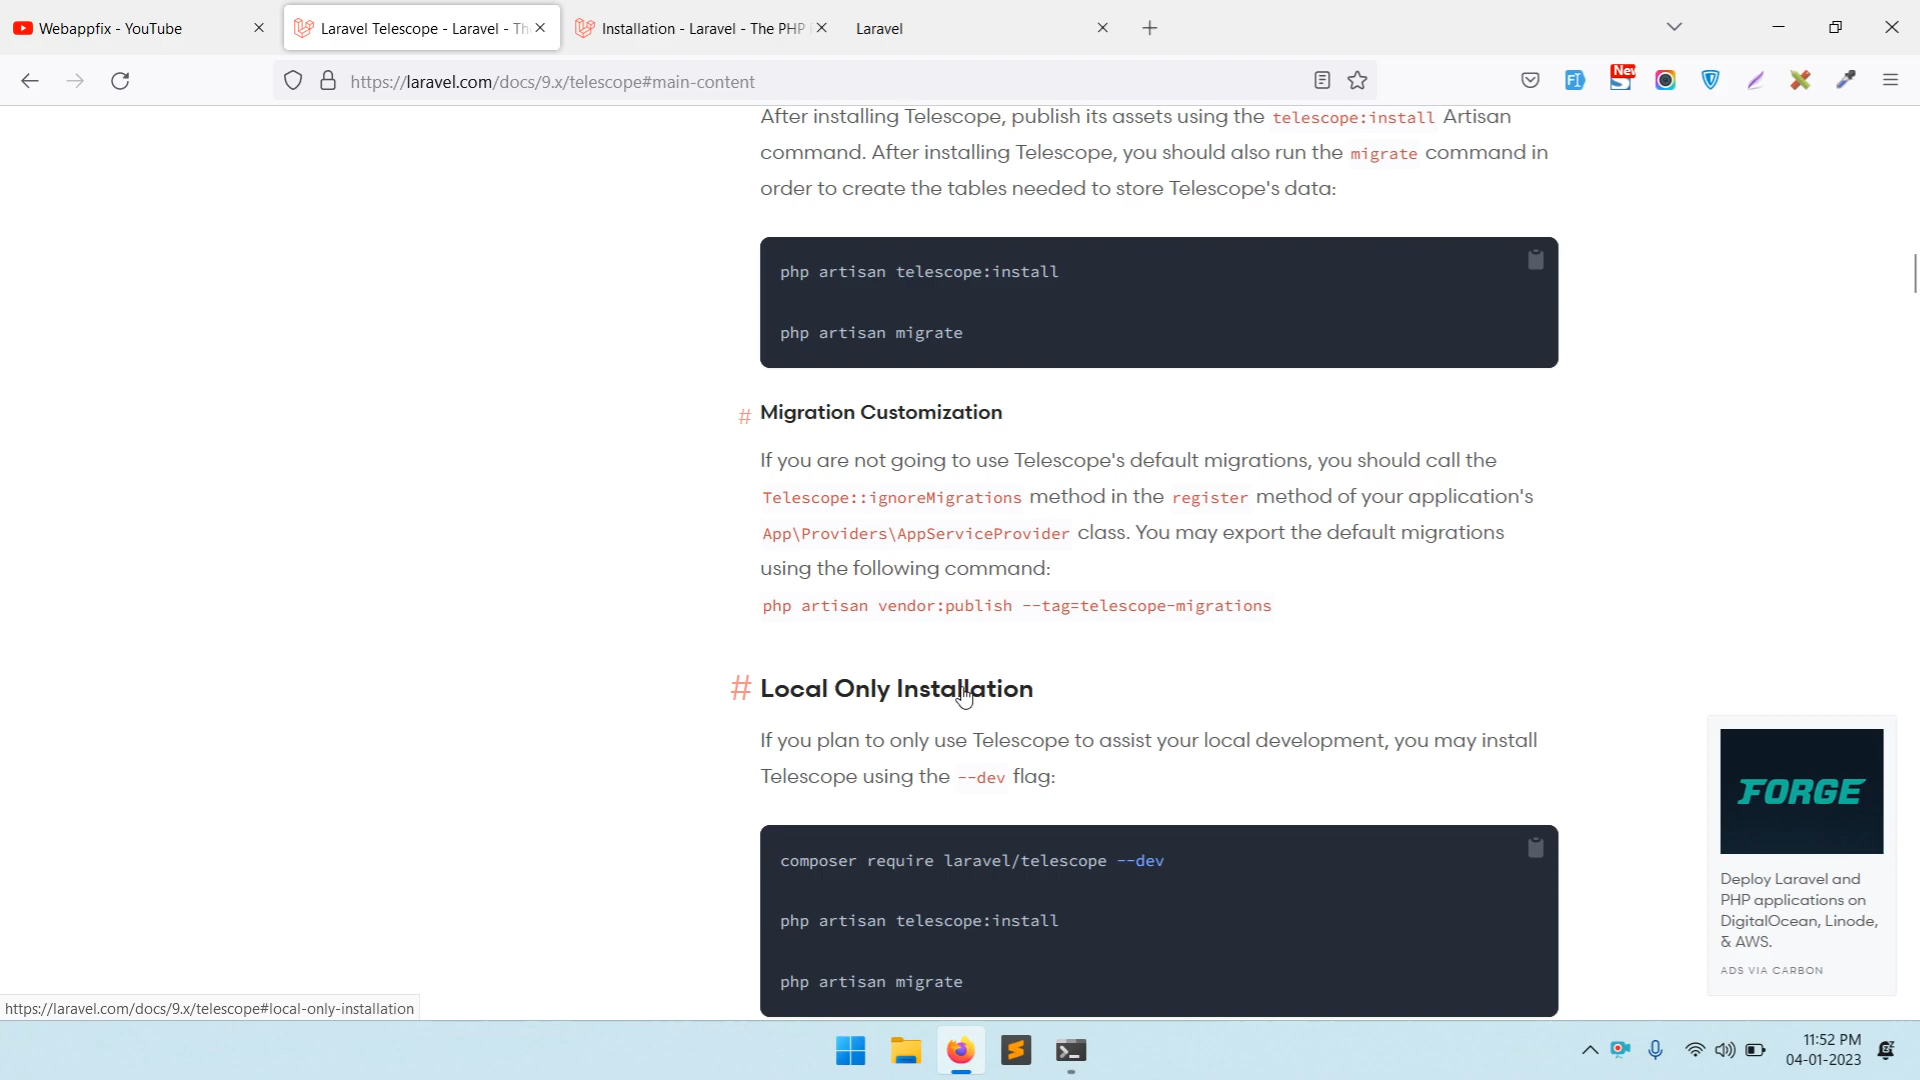 Webappfix - YouTube
Laravel Telescope - Laravel - Th
Installation - Laravel - The PHP
Laravel
https://laravel.com/docs/9.x/telescope#main-content
New
After installing Telescope, publish its assets using the telescope:install Artisan
command. After installing Telescope, you should also run the migrate command in
order to create the tables needed to store Telescope's data:
php artisan telescope:install
php artisan migrate
# Migration Customization
If you are not going to use Telescope's default migrations, you should call the
Telescope::ignoreMigrations method in the register method of your application's
App\Providers\AppServiceProvider class. You may export the default migrations
using the following command:
php artisan vendor:publish --tag=telescope-migrations
# Local Only Installation
If you plan to only use Telescope to assist your local development, you may install
Telescope using the --dev flag:
composer require laravel/telescope --dev
php artisan telescope:install
php artisan migrate
FORGE
Deploy Laravel and
PHP applications on
DigitalOcean, Linode,
& AWS.
ADS VIA CARBON
https://laravel.com/docs/9.x/telescope#local-only-installation
11:52 PM
04-01-2023